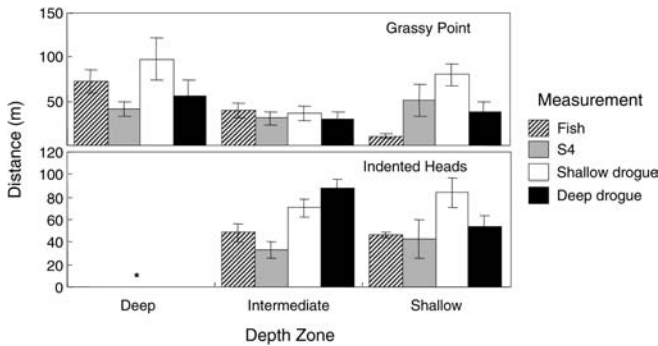 150
100
50
Grassy Point
120
100
80
60
40
20
0
Indented Heads
*
Distance (m)
Deep
Intermediate
Shallow
Depth Zone
Measurement
Fish
S4
Shallow drogue
Deep drogue